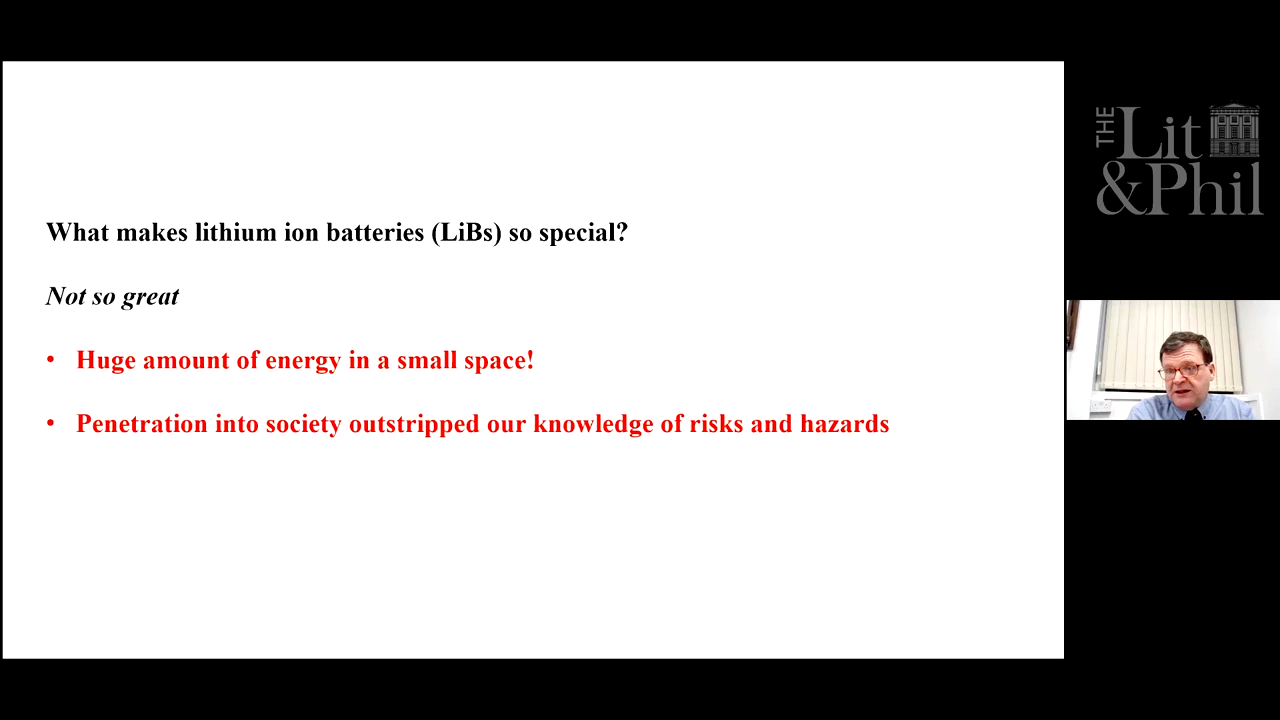 What makes lithium ion batteries (LiBs) so special?
Not so great
• Huge amount of energy in a small space!
• Penetration into society outstripped our knowledge of risks and hazards
THE Lit
&Phil